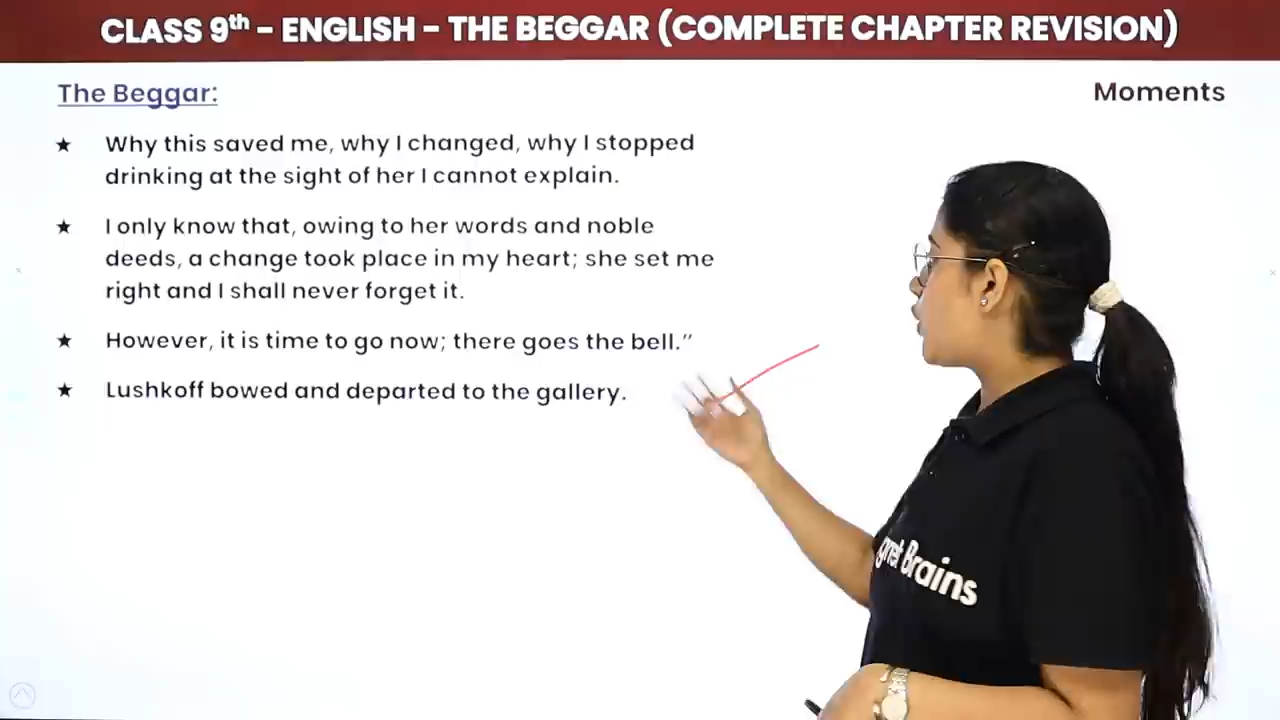 CLASS 9th - ENGLISH - THE BEGGAR (COMPLETE CHAPTER REVISION)
The Beggar:
Moments
★ Why this saved me, why I changed, why I stopped
drinking at the sight of her I cannot explain.
★ I only know that, owing to her words and noble
deeds, a change took place in my heart; she set me
right and I shall never forget it.
★ However, it is time to go now; there goes the bell.”
★ Lushkoff bowed and departed to the gallery.
Brains